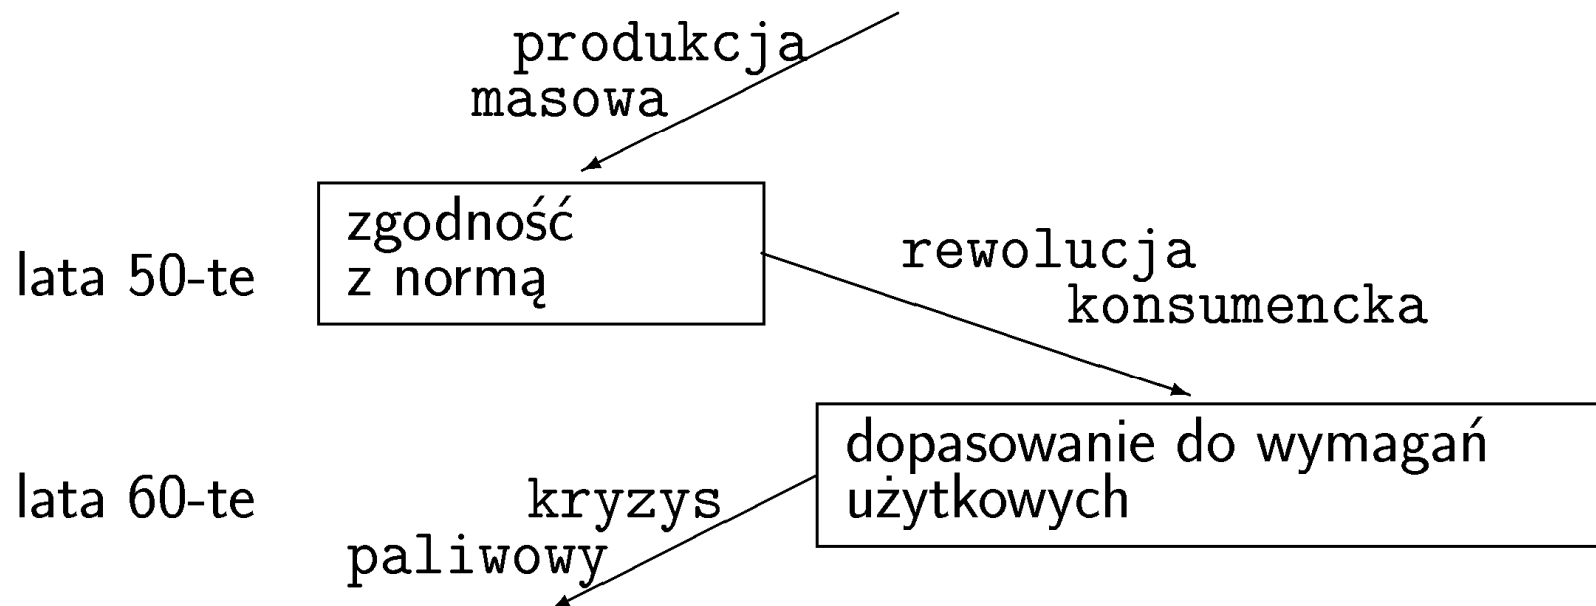 produkcja
masowa
zgodność
z normą
lata 50-te
rewolucja
konsumencka
dopasowanie do wymagań
użytkowych
lata 60-te
kryzys
paliwowy